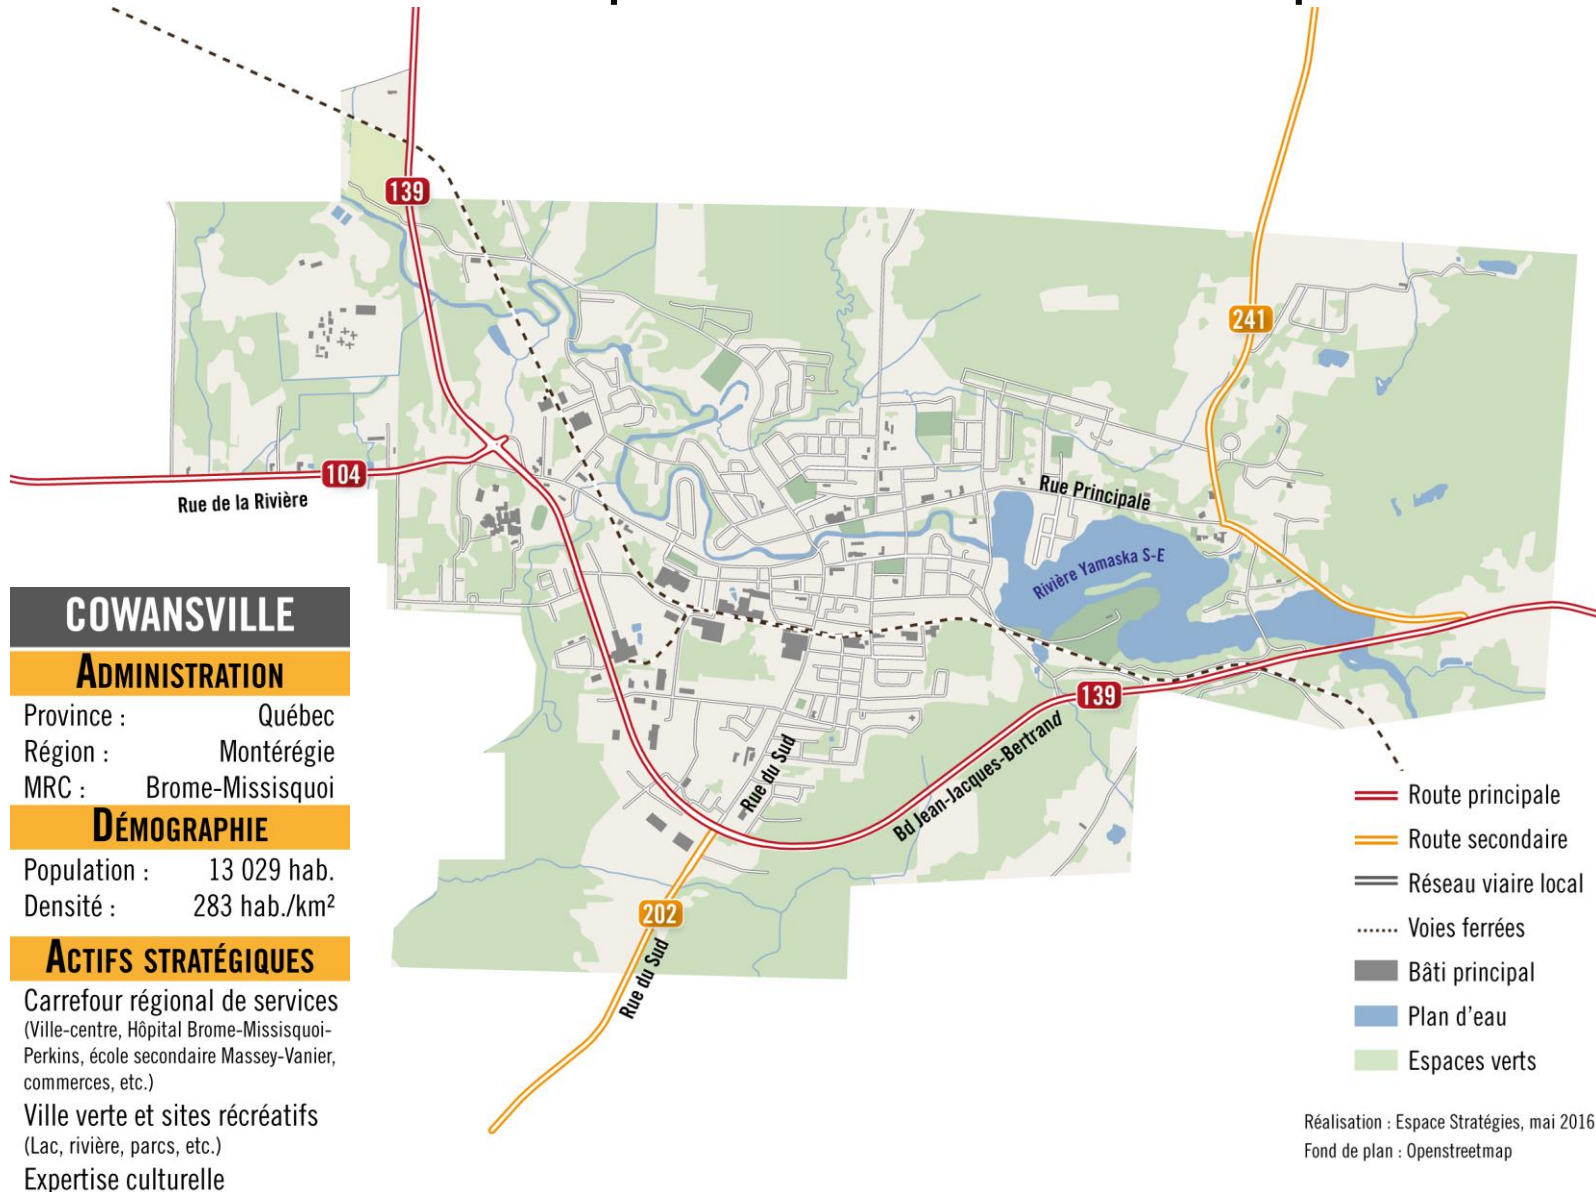 139
241
104
Rue de la Rivière
Rue Principale
Rivière Yamaska S-E
139
Bd Jean-Jacques-Bertrand
Rue du Sud
202
Rue du Sud
COWANSVILLE
ADMINISTRATION
Province : Québec
Région : Montérégie
MRC : Brome-Missisquoi
DÉMOGRAPHIE
Population : 13 029 hab.
Densité : 283 hab./km²
ACTIFS STRATÉGIQUES
Carrefour régional de services
(Ville-centre, Hôpital Brome-Missisquoi-
Perkins, école secondaire Massey-Vanier,
commerces, etc.)
Ville verte et sites récréatifs
(Lac, rivière, parcs, etc.)
Expertise culturelle
Route principale
Route secondaire
Réseau viaire local
Voies ferrées
Bâti principal
Plan d'eau
Espaces verts
Réalisation : Espace Stratégies, mai 2016
Fond de plan : Openstreetmap